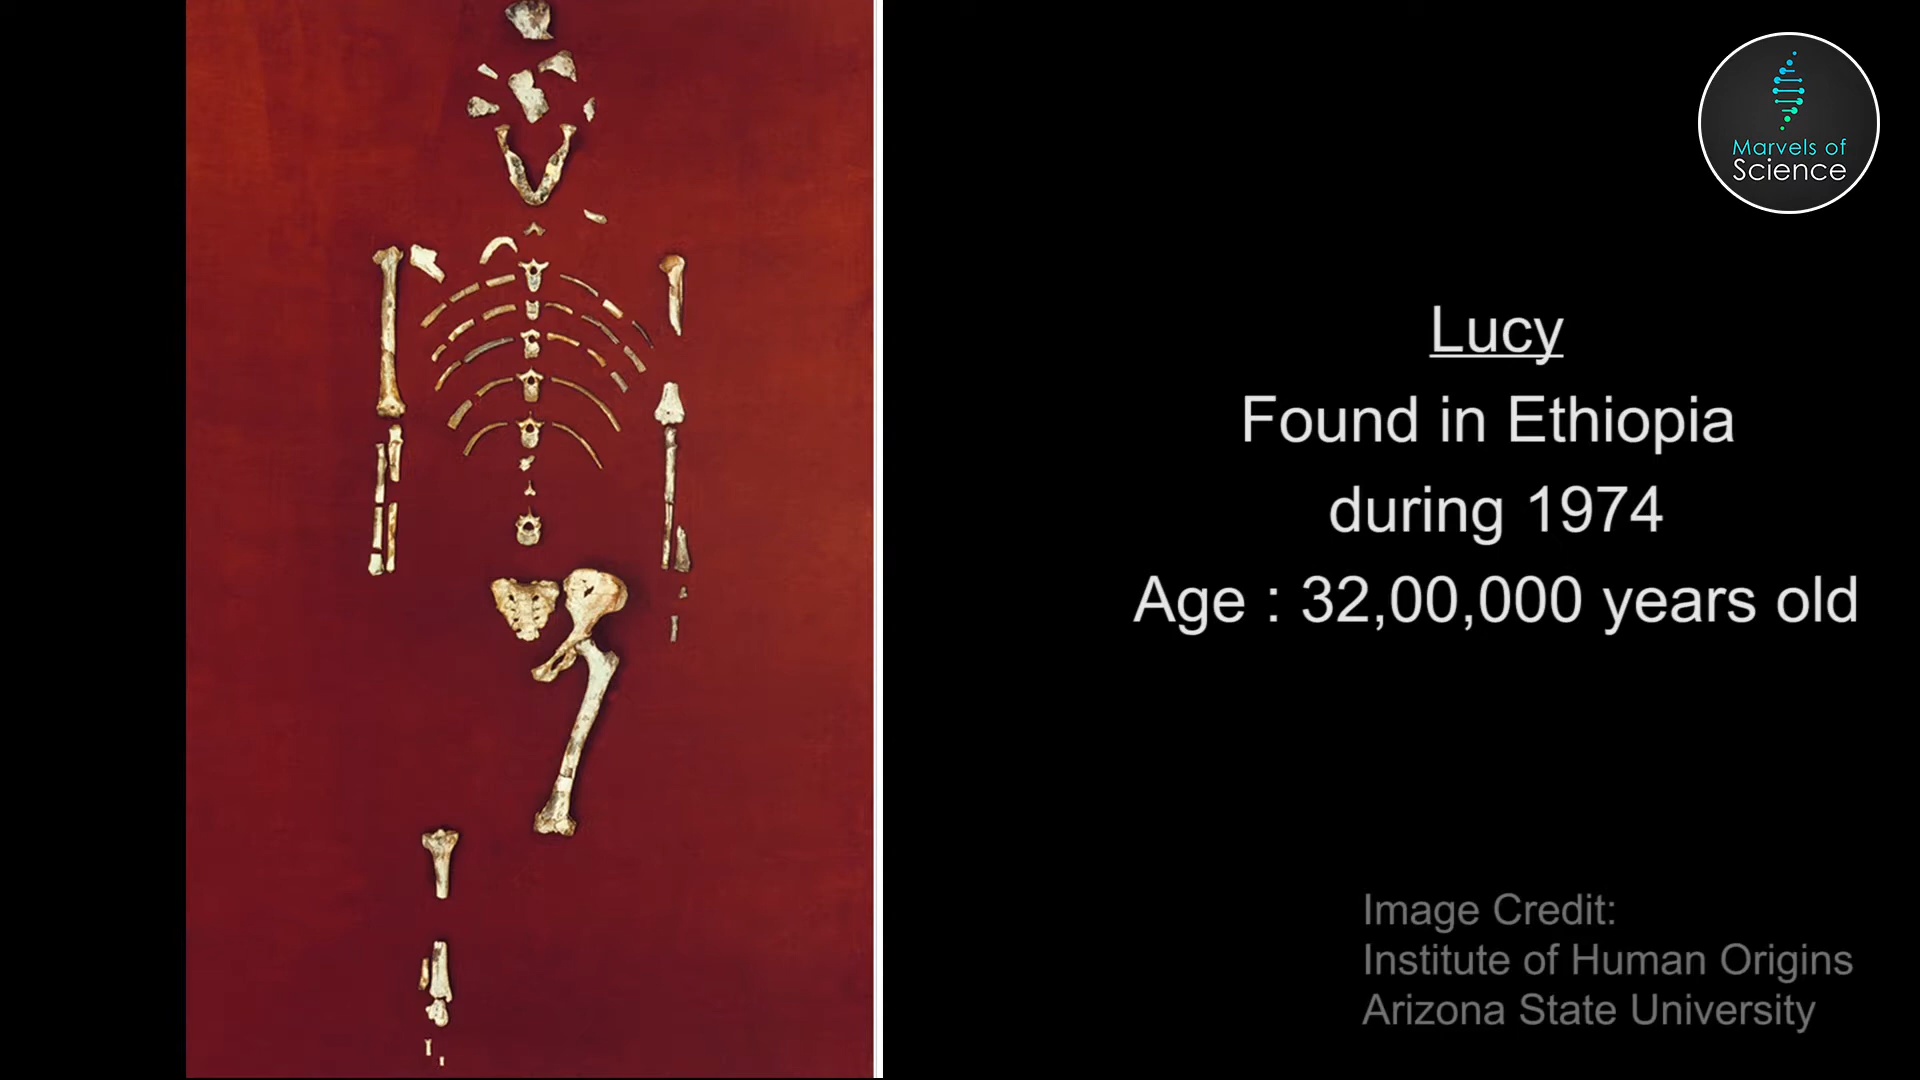 Marvels of
Science
Lucy
Found in Ethiopia
during 1974
Age : 32,00,000 years old
Image Credit:
Institute of Human Origins
Arizona State University